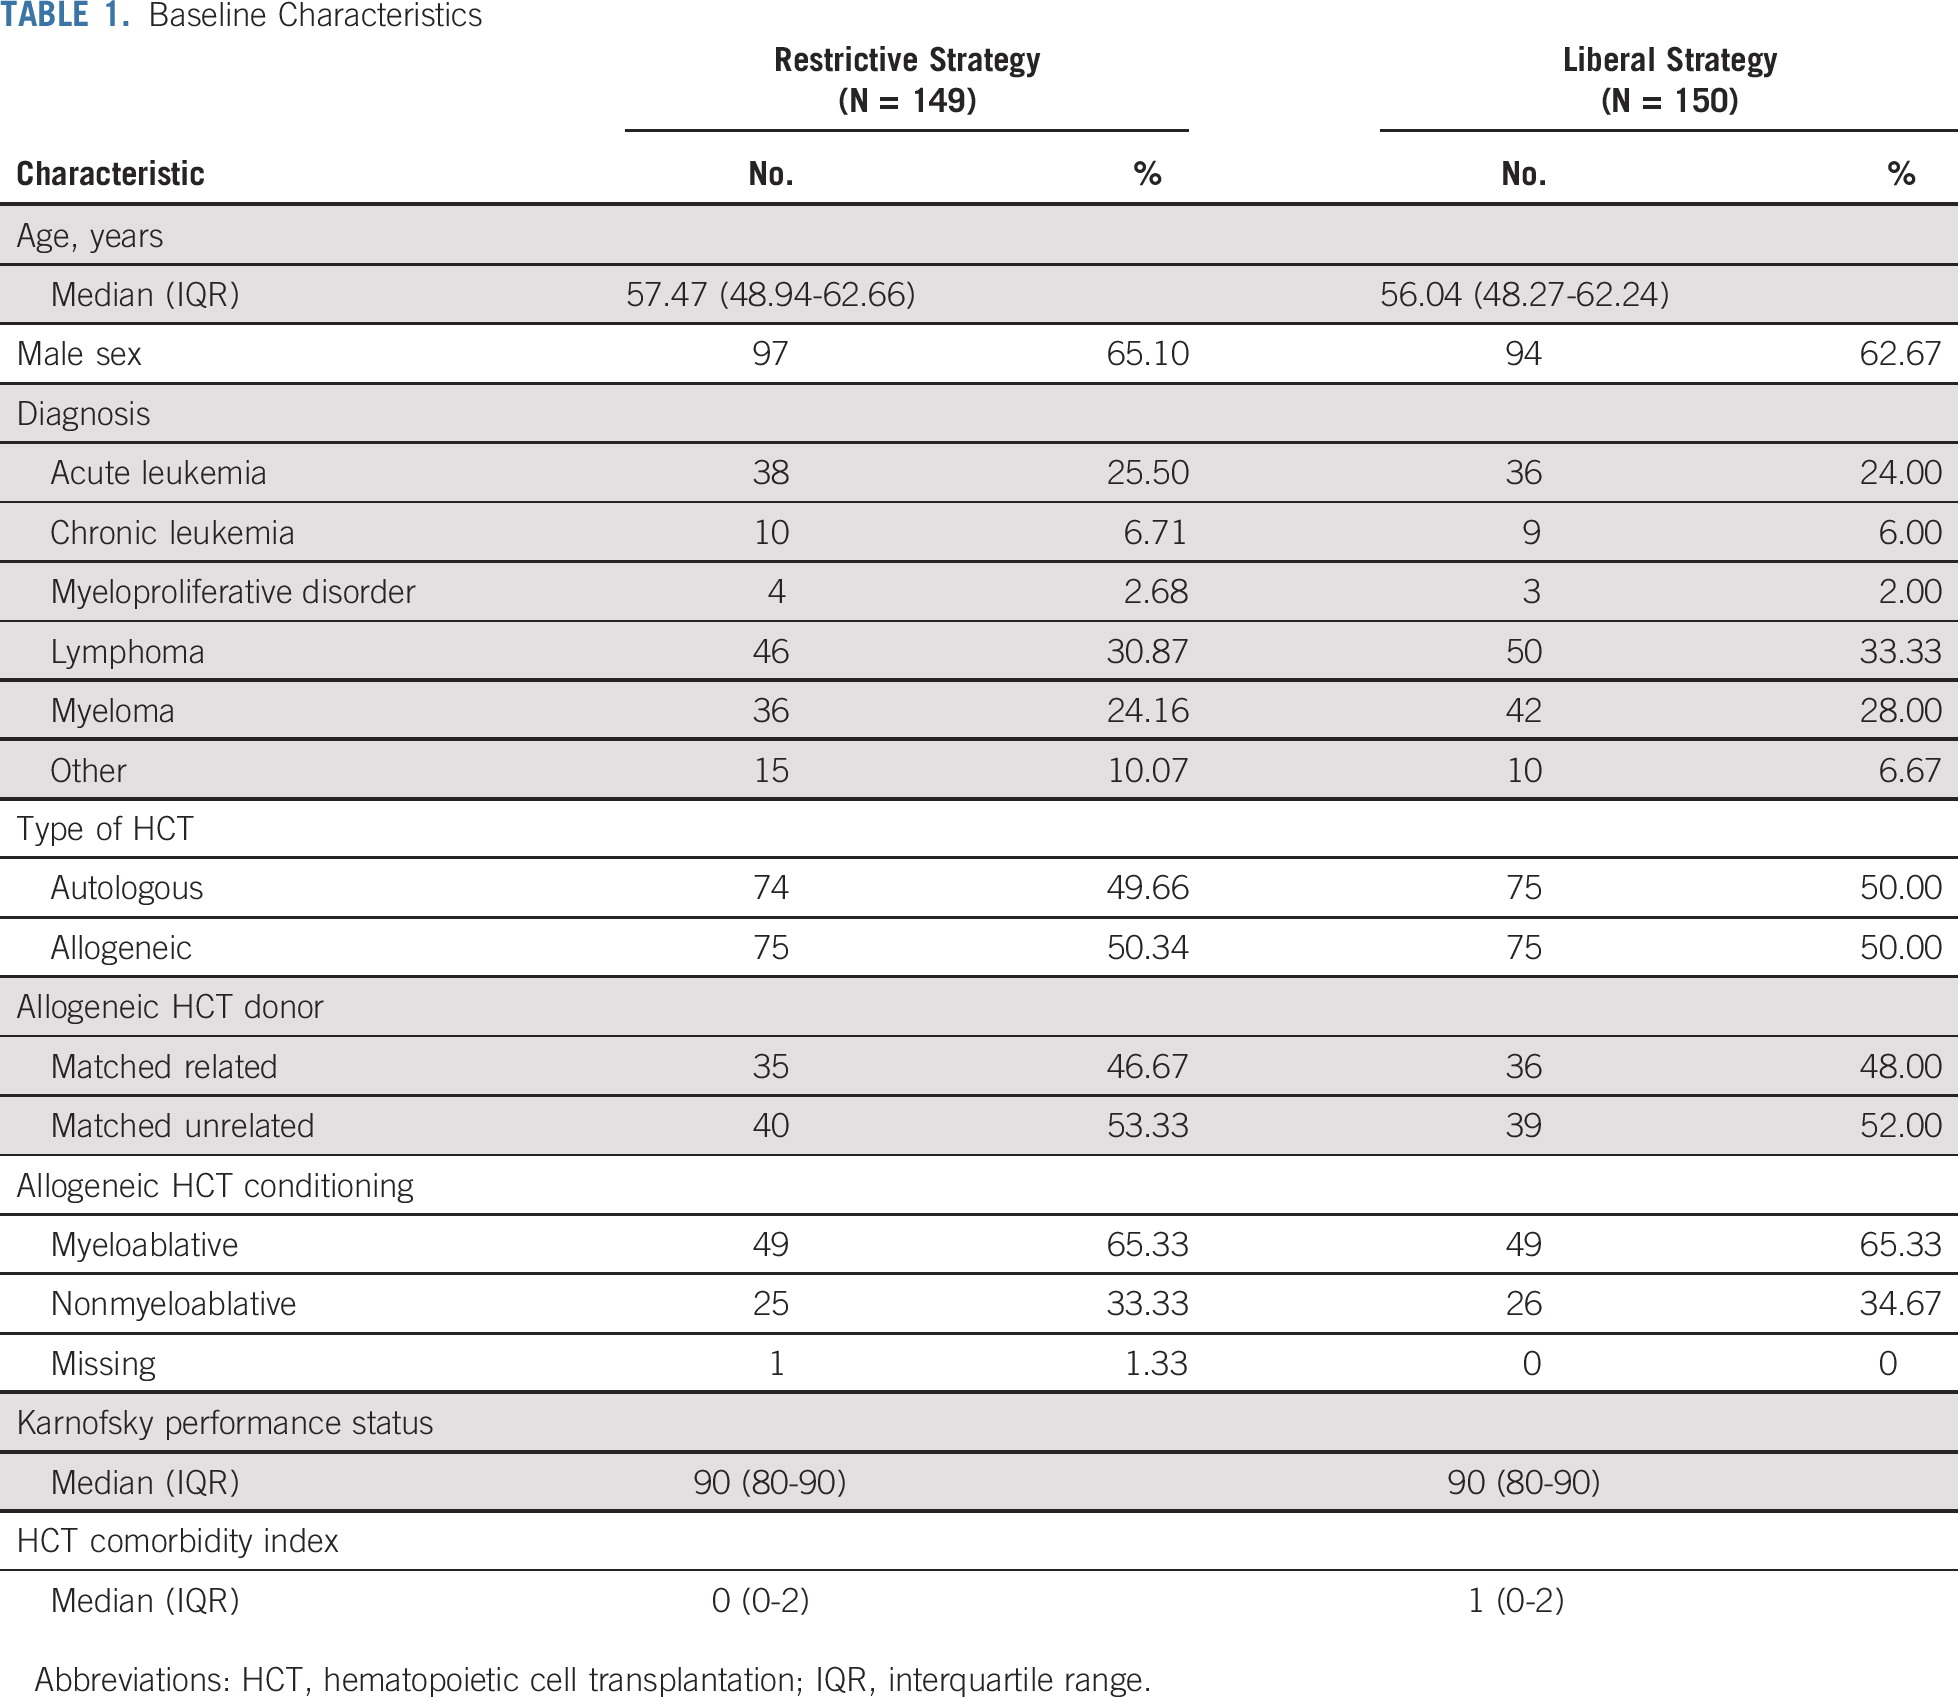 TABLE 1. Baseline Characteristics
Restrictive Strategy Liberal Strategy
(N = 149) (N = 150)
Characteristic No. % No. %
Age, years
Median (IQR) 57.47 (48.94-62.66) 56.04 (48.27-62.24)
Male sex 97 65.10 94 62.67
Diagnosis
Acute leukemia 38 25.50 36 24.00
Chronic leukemia 10 6.71 9 6.00
Myeloproliferative disorder 4 2.68 3 2.00
Lymphoma 46 30.87 50 33.33
Myeloma 36 24.16 42 28.00
Other 15 10.07 10 6.67
Type of HCT
Autologous 74 49.66 75 50.00
Allogeneic 75 50.34 75 50.00
Allogeneic HCT donor
Matched related 35 46.67 36 48.00
Matched unrelated 40 53.33 39 52.00
Allogeneic HCT conditioning
Myeloablative 49 65.33 49 65.33
Nonmyeloablative 25 33.33 26 34.67
Missing 1 1.33 0 0
Karnofsky performance status
Median (IQR) 90 (80-90) 90 (80-90)
HCT comorbidity index
Median (IQR) 0 (0-2) 1 (0-2)
Abbreviations: HCT, hematopoietic cell transplantation; IQR, interquartile range.